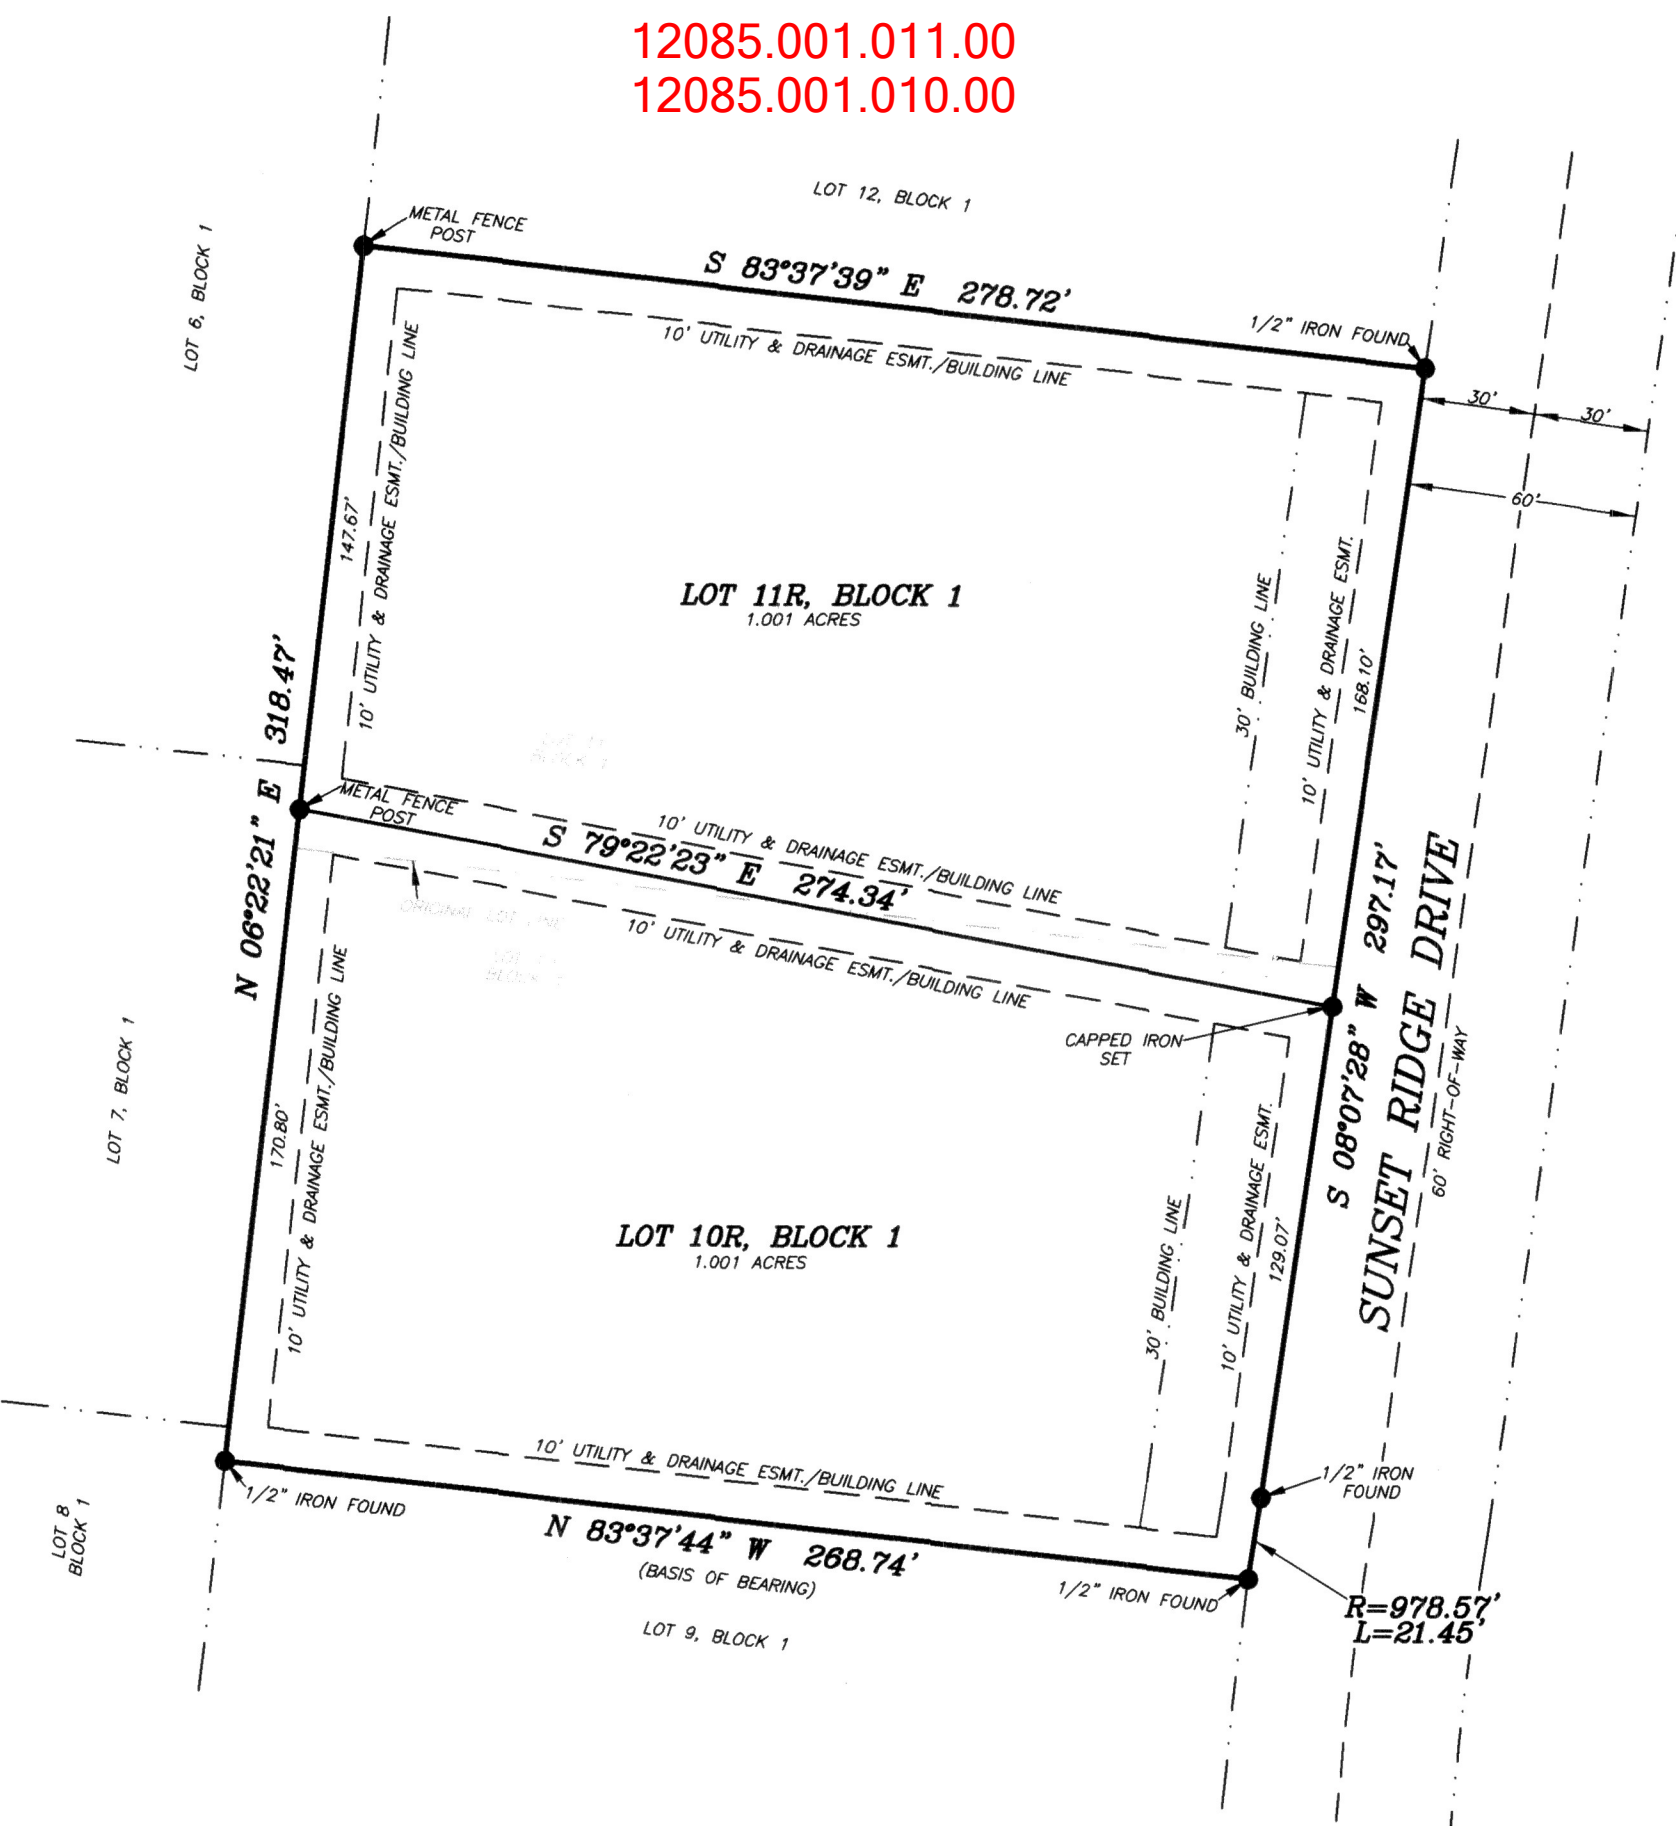 12085.001.011.00
12085.001.010.00
LOT 12, BLOCK 1
METAL FENCE
POST
LOT 6, BLOCK 1
S 83°37'39" E 278.72'
1/2" IRON FOUND
10' UTILITY & DRAINAGE ESMT./BUILDING LINE
30'
30'
60'
10' UTILITY & DRAINAGE ESMT./BUILDING LINE
147.67'
LOT 11R, BLOCK 1
1.001 ACRES
30' BUILDING LINE
10' UTILITY & DRAINAGE ESMT.
168.10'
N 06°22'21" E 318.47'
BLOCK 1
METAL FENCE
POST
10' UTILITY & DRAINAGE ESMT./BUILDING LINE
S 79°22'23" E 274.34'
10' UTILITY & DRAINAGE ESMT./BUILDING LINE
ORIGINAL LOT LINE
BLOCK
CAPPED IRON
SET
S 08°07'28" W 297.17'
SUNSET RIDGE DRIVE
60' RIGHT-OF-WAY
LOT 7, BLOCK 1
170.80'
10' UTILITY & DRAINAGE ESMT./BUILDING LINE
LOT 10R, BLOCK 1
1.001 ACRES
30' BUILDING LINE
10' UTILITY & DRAINAGE ESMT.
129.07'
10' UTILITY & DRAINAGE ESMT./BUILDING LINE
1/2" IRON
FOUND
1/2" IRON FOUND
LOT 8
BLOCK 1
N 83°37'44" W 268.74'
(BASIS OF BEARING)
1/2" IRON FOUND
R=978.57'
L=21.45'
LOT 9, BLOCK 1